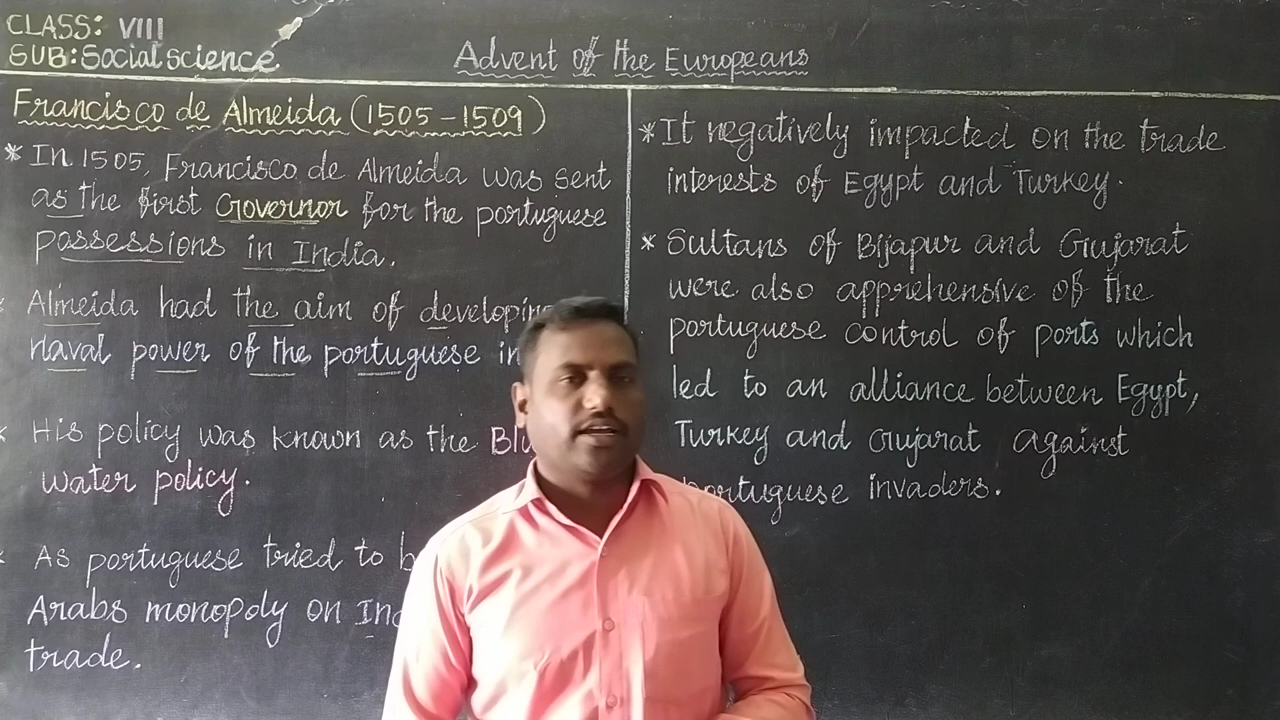 CLASS: VIII
SUB: Social science
Advent of the Europeans
Francisco de Almeida (1505 - 1509)
* In 1505, Francisco de Almeida was sent
as the first Governor for the portuguese
possessions in India.
Almeida had the aim of developing
naval power of the portuguese in
His policy was known as the
water policy.
* As portuguese tried to
Arabs monopoly on
trade.
* It negatively impacted on the trade
interests of Egypt and Turkey.
* Sultans of Bijapur and Gujarat
were also apprehensive of the
portuguese control of ports which
led to an alliance between Egypt,
Turkey and Gujarat against
portuguese invaders.